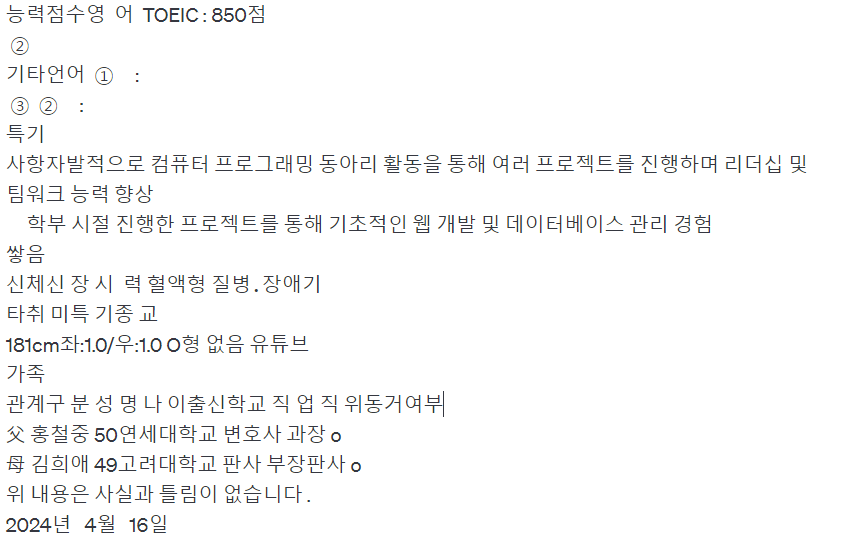 능력점수영 어 TOEIC : 850점
②
기타언어 ① :
③ ② :
특기
사항자발적으로 컴퓨터 프로그래밍 동아리 활동을 통해 여러 프로젝트를 진행하며 리더십 및
팀워크 능력 향상
학부 시절 진행한 프로젝트를 통해 기초적인 웹 개발 및 데이터베이스 관리 경험
쌓음
신체신 장 시 력 혈액형 질병 . 장애기
타취 미특 기종 교
181cm좌:1.0/우:1.0 O형 없음 유튜브
가족
관계구 분 성 명 나 이출신학교 직 업 직 위동거여부
父 홍철중 50연세대학교 변호사 과장 o
母 김희애 49고려대학교 판사 부장판사 o
위 내용은 사실과 틀림이 없습니다 .
2024년 4월 16일